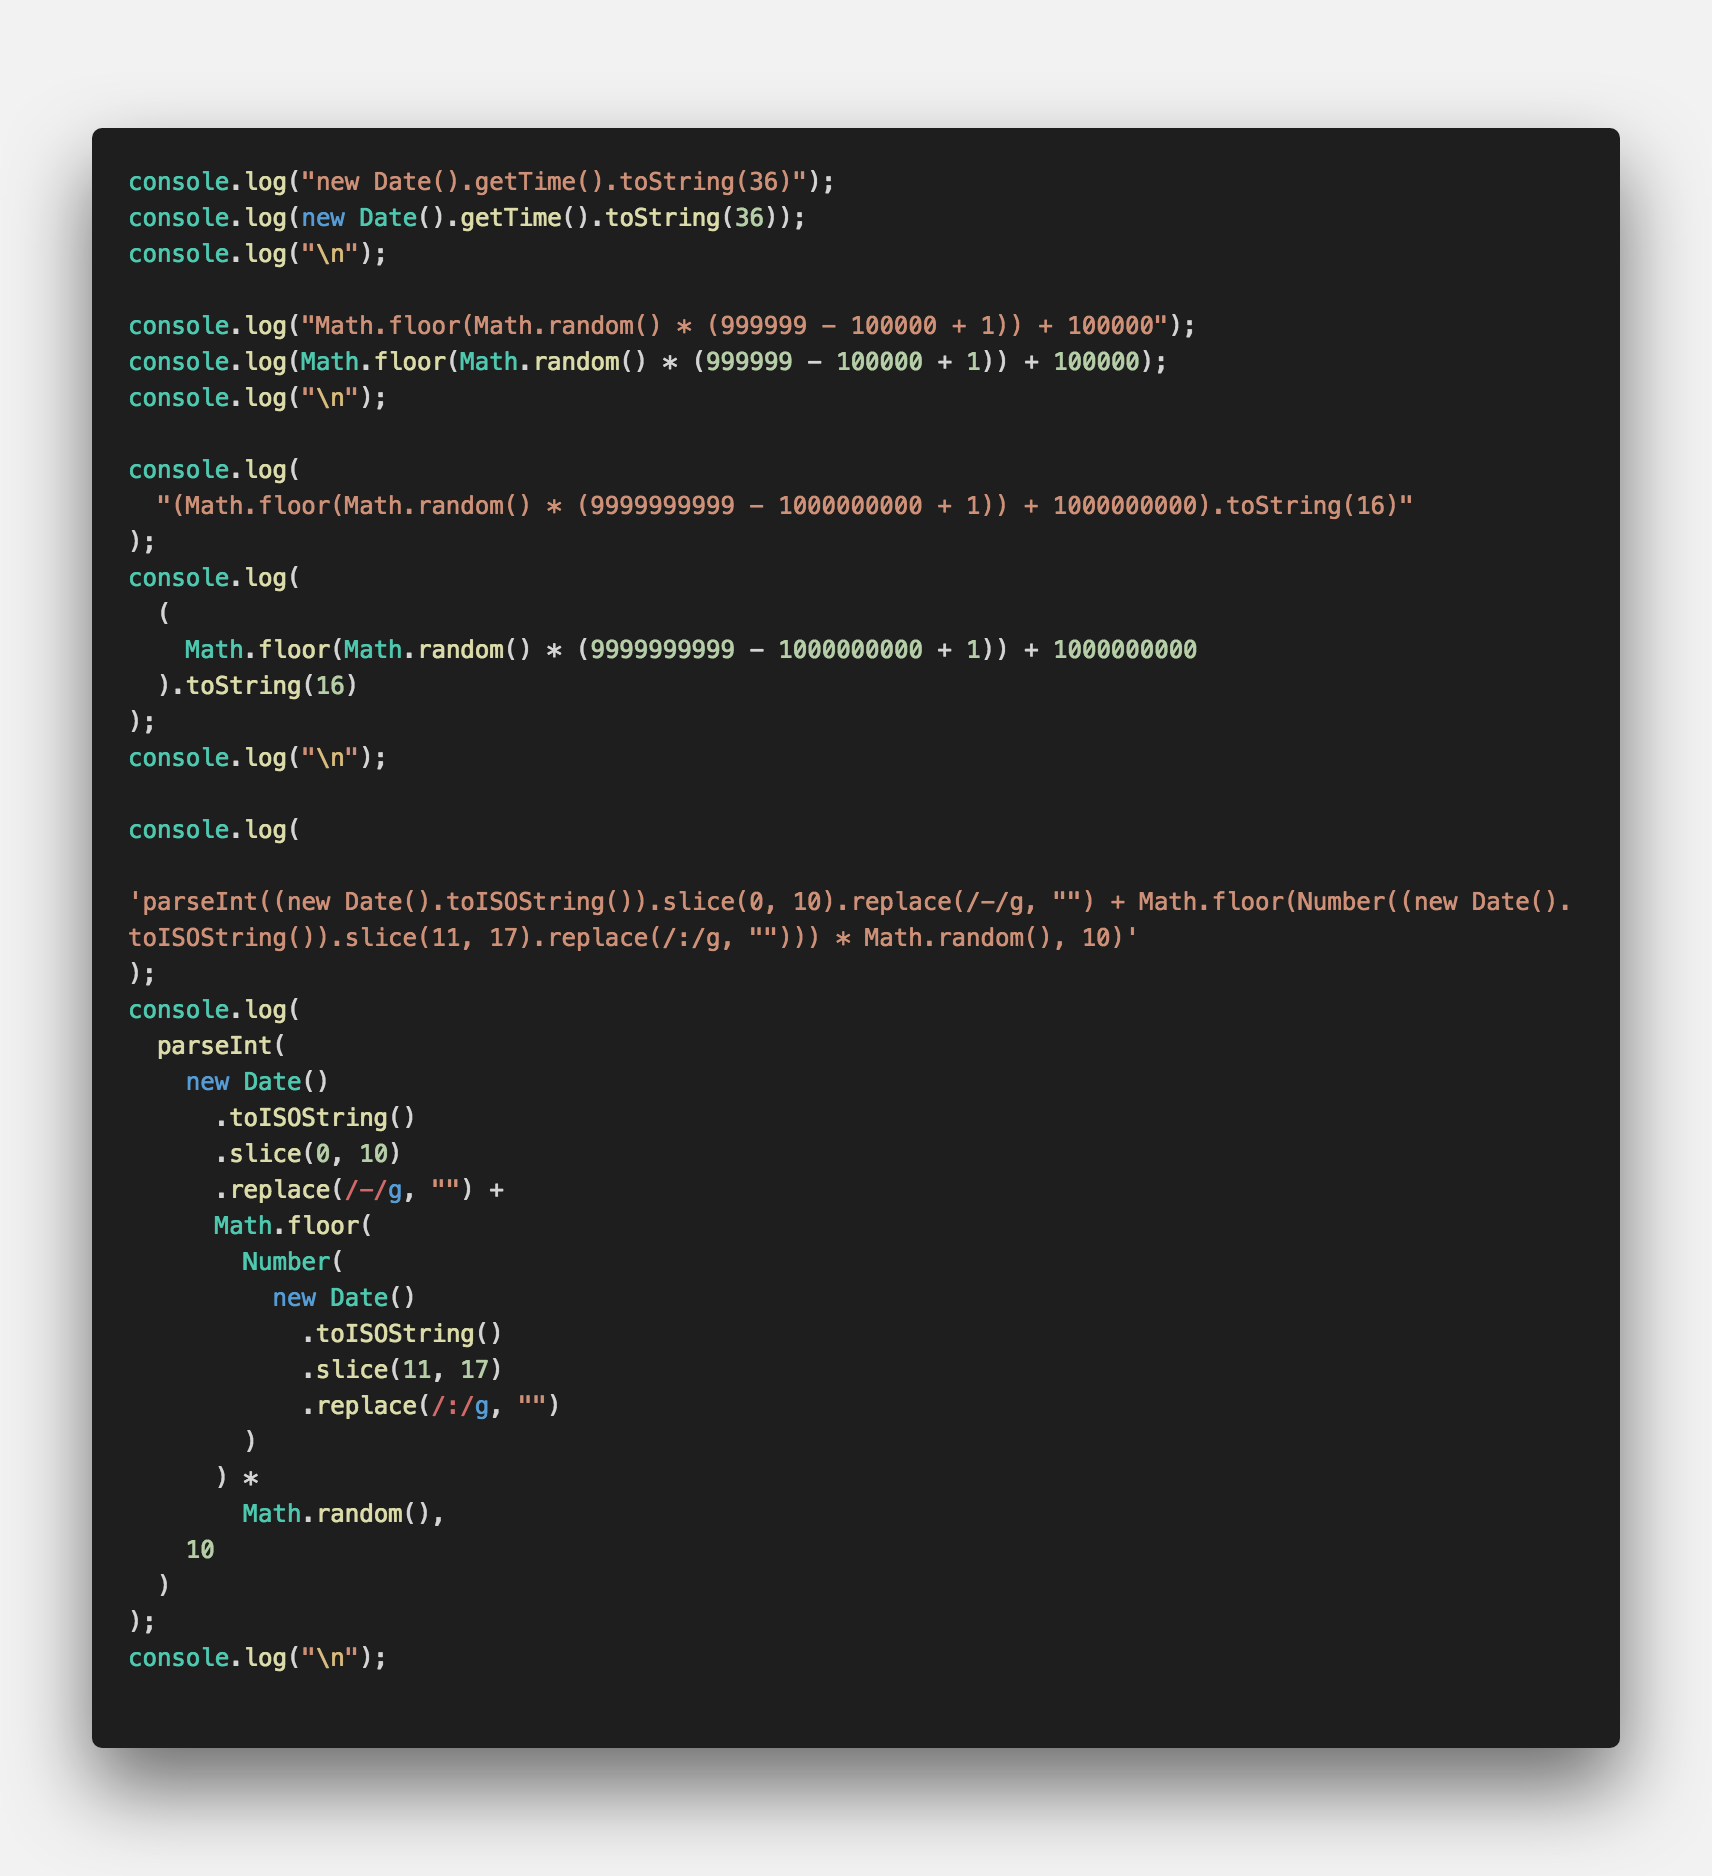 console.log("new Date().getTime().toString(36)");
console.log(new Date().getTime().toString(36));
console.log("\n");

console.log("Math.floor(Math.random() * (999999 - 100000 + 1)) + 100000");
console.log(Math.floor(Math.random() * (999999 - 100000 + 1)) + 100000);
console.log("\n");

console.log(
  "(Math.floor(Math.random() * (9999999999 - 1000000000 + 1)) + 1000000000).toString(16)"
);
console.log(
  (
    Math.floor(Math.random() * (9999999999 - 1000000000 + 1)) + 1000000000
  ).toString(16)
);
console.log("\n");

console.log(

'parseInt((new Date().toISOString()).slice(0, 10).replace(/-/g, "") + Math.floor(Number((new Date().
toISOString()).slice(11, 17).replace(/:/g, ""))) * Math.random(), 10)'
);
console.log(
  parseInt(
    new Date()
      .toISOString()
      .slice(0, 10)
      .replace(/-/g, "") +
      Math.floor(
        Number(
          new Date()
            .toISOString()
            .slice(11, 17)
            .replace(/:/g, "")
        )
      ) *
        Math.random(),
    10
  )
);
console.log("\n");